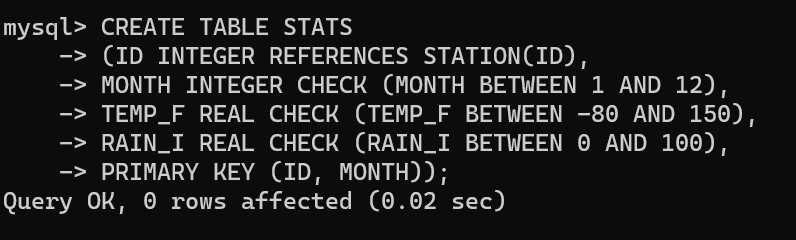 mysql> CREATE TABLE STATS
    -> (ID INTEGER REFERENCES STATION(ID),
    -> MONTH INTEGER CHECK (MONTH BETWEEN 1 AND 12),
    -> TEMP_F REAL CHECK (TEMP_F BETWEEN -80 AND 150),
    -> RAIN_I REAL CHECK (RAIN_I BETWEEN 0 AND 100),
    -> PRIMARY KEY (ID, MONTH));
Query OK, 0 rows affected (0.02 sec)